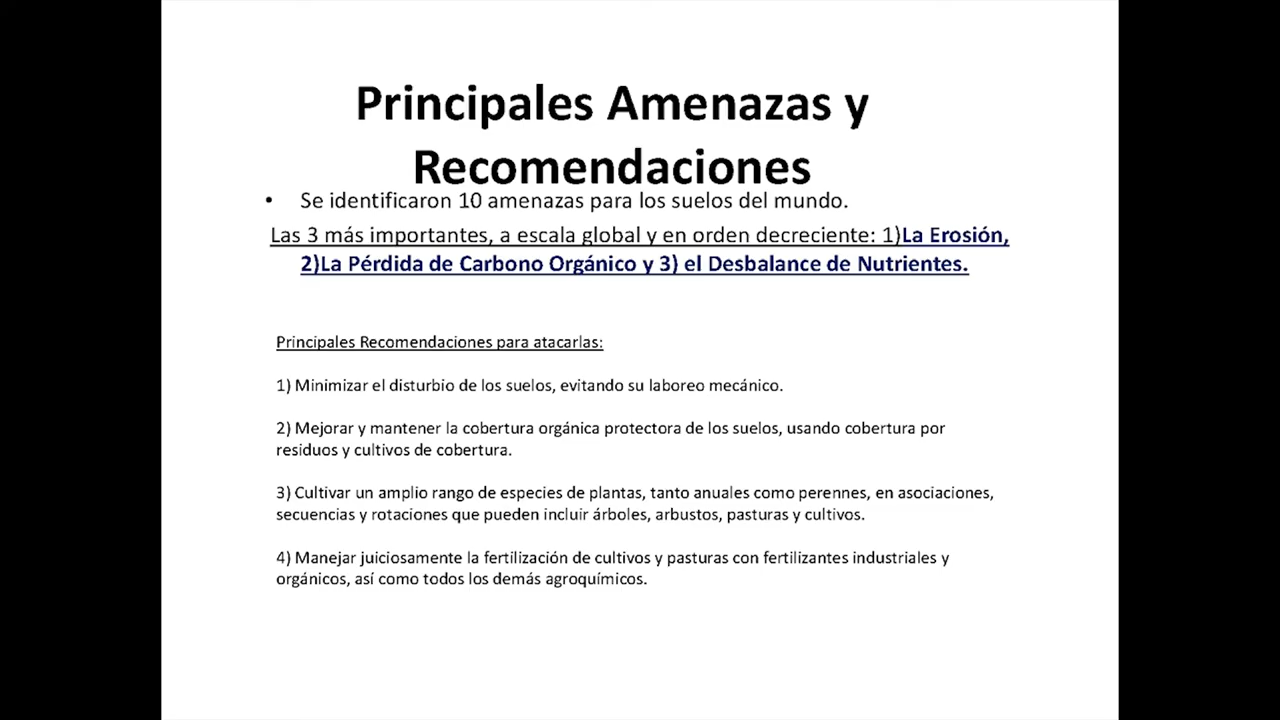 Principales Amenazas y
Recomendaciones
• Se identificaron 10 amenazas para los suelos del mundo.
Las 3 más importantes, a escala global y en orden decreciente: 1)La Erosión,
2)La Pérdida de Carbono Orgánico y 3) el Desbalance de Nutrientes.
Principales Recomendaciones para atacarlas:
1) Minimizar el disturbio de los suelos, evitando su laboreo mecánico.
2) Mejorar y mantener la cobertura orgánica protectora de los suelos, usando cobertura por
residuos y cultivos de cobertura.
3) Cultivar un amplio rango de especies de plantas, tanto anuales como perennes, en asociaciones,
secuencias y rotaciones que pueden incluir árboles, arbustos, pasturas y cultivos.
4) Manejar juiciosamente la fertilización de cultivos y pasturas con fertilizantes industriales y
orgánicos, así como todos los demás agroquímicos.